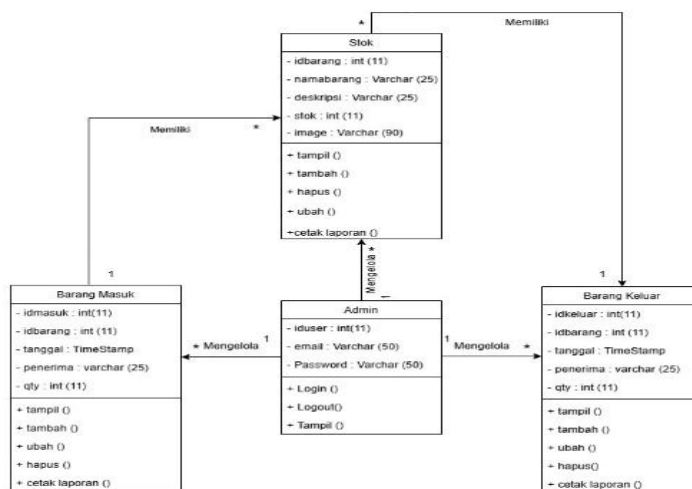 *
Memiliki
Stok
- idbarang : int (11)
- namabarang : Varchar (25)
- deskripsi : Varchar (25)
- stok : int (11)
- image : Varchar (90)
+ tampil ()
+ tambah ()
+ hapus ()
+ ubah ()
+cetak laporan ()
Memiliki
*
1
Mengelola
*
1
1
Barang Masuk
- idmasuk : int(11)
- idbarang : int (11)
- tanggal : TimeStamp
- penerima : varchar (25)
- qty : int (11)
+ tampil ()
+ tambah ()
+ ubah ()
+ hapus ()
+ cetak laporan ()
* Mengelola 1
Admin
- iduser : int(11)
- email : Varchar (50)
- Password : Varchar (50)
+ Login ()
+ Logout()
+ Tampil ()
1 Mengelola *
Barang Keluar
- idkeluar : int(11)
- idbarang : int (11)
- tanggal : TimeStamp
- penerima : varchar (25)
- qty : int (11)
+ tampil ()
+ tambah ()
+ ubah ()
+ hapus()
+ cetak laporan ()